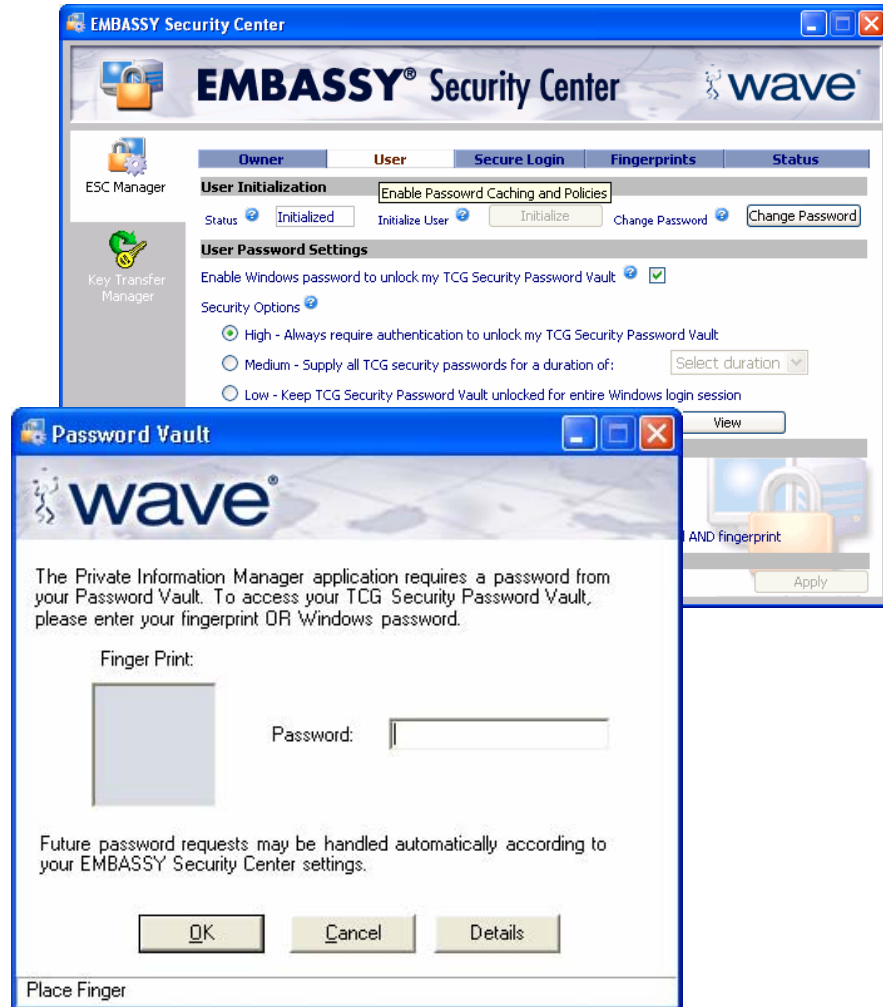 EMBASSY Security Center
EMBASSY® Security Center
wave
Owner
User
Secure Login
Fingerprints
Status
ESC Manager
User Initialization
Enable Passowrd Caching and Policies
Status
Initialized
Initialize User
Initialize
Change Password
Change Password
Key Transfer
Manager
User Password Settings
Enable Windows password to unlock my TCG Security Password Vault
Security Options
High - Always require authentication to unlock my TCG Security Password Vault
Medium - Supply all TCG security passwords for a duration of:
Select duration
Low - Keep TCG Security Password Vault unlocked for entire Windows login session
View
AND fingerprint
Apply
Password Vault
wave®
The Private Information Manager application requires a password from
your Password Vault. To access your TCG Security Password Vault,
please enter your fingerprint OR Windows password.
Finger Print:
Password:
Future password requests may be handled automatically according to
your EMBASSY Security Center settings.
OK
Cancel
Details
Place Finger